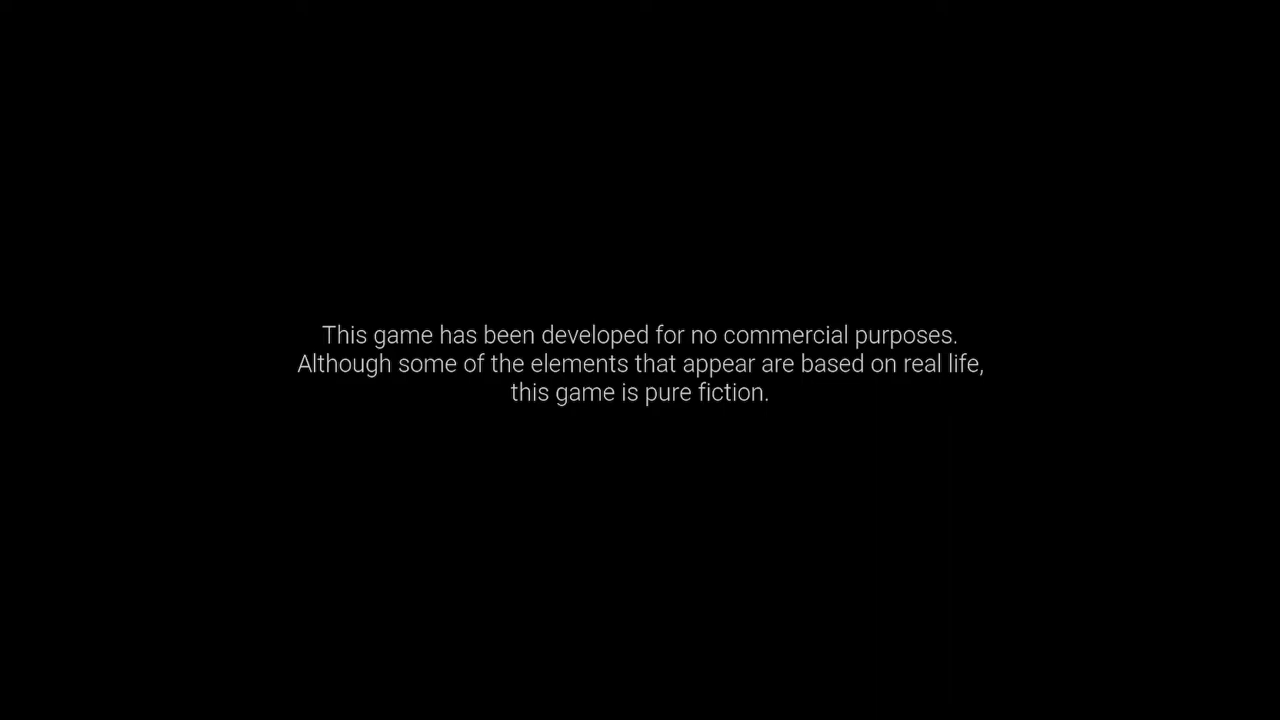 This game has been developed for no commercial purposes.
Although some of the elements that appear are based on real life,
this game is pure fiction.